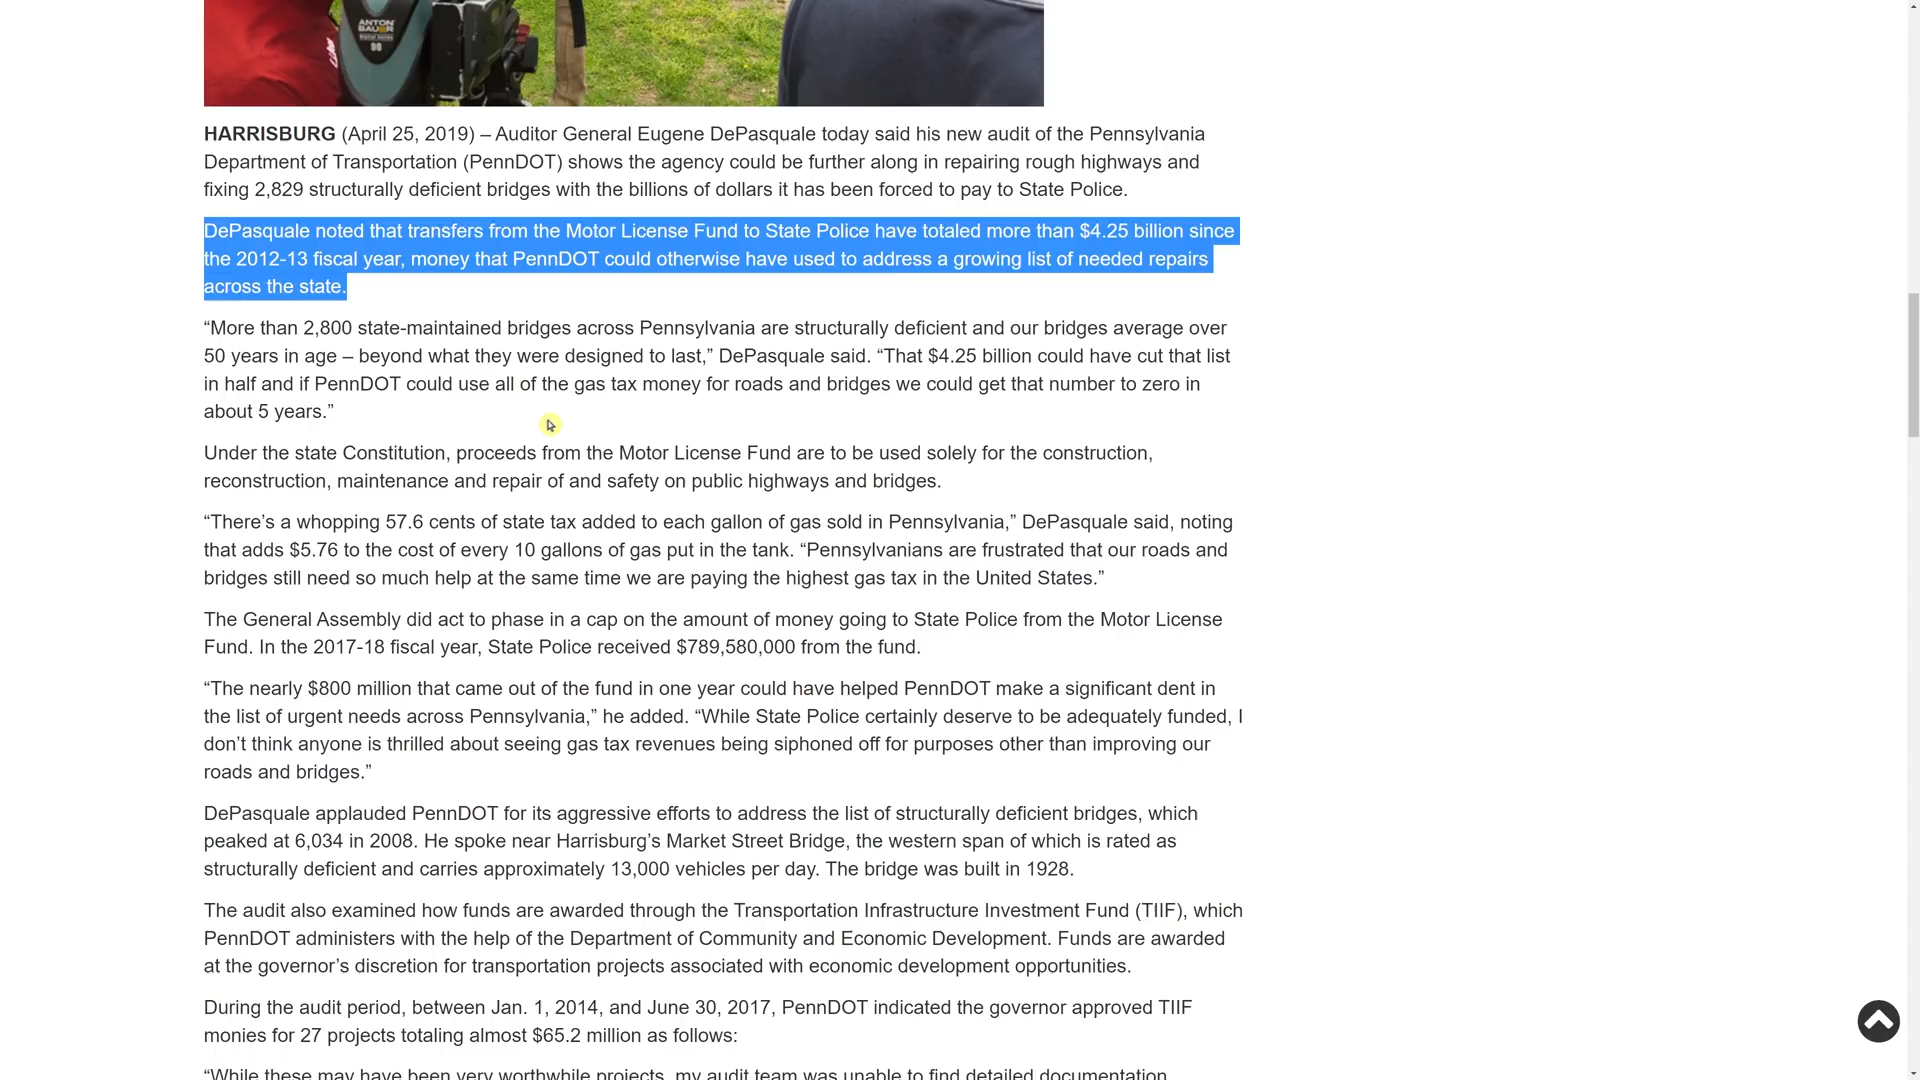 ANTON
BAUER
90
HARRISBURG (April 25, 2019) – Auditor General Eugene DePasquale today said his new audit of the Pennsylvania
Department of Transportation (PennDOT) shows the agency could be further along in repairing rough highways and
fixing 2,829 structurally deficient bridges with the billions of dollars it has been forced to pay to State Police.
DePasquale noted that transfers from the Motor License Fund to State Police have totaled more than $4.25 billion since
the 2012-13 fiscal year, money that PennDOT could otherwise have used to address a growing list of needed repairs
across the state.
“More than 2,800 state-maintained bridges across Pennsylvania are structurally deficient and our bridges average over
50 years in age – beyond what they were designed to last,” DePasquale said. “That $4.25 billion could have cut that list
in half and if PennDOT could use all of the gas tax money for roads and bridges we could get that number to zero in
about 5 years.”
Under the state Constitution, proceeds from the Motor License Fund are to be used solely for the construction,
reconstruction, maintenance and repair of and safety on public highways and bridges.
“There’s a whopping 57.6 cents of state tax added to each gallon of gas sold in Pennsylvania,” DePasquale said, noting
that adds $5.76 to the cost of every 10 gallons of gas put in the tank. “Pennsylvanians are frustrated that our roads and
bridges still need so much help at the same time we are paying the highest gas tax in the United States.”
The General Assembly did act to phase in a cap on the amount of money going to State Police from the Motor License
Fund. In the 2017-18 fiscal year, State Police received $789,580,000 from the fund.
“The nearly $800 million that came out of the fund in one year could have helped PennDOT make a significant dent in
the list of urgent needs across Pennsylvania,” he added. “While State Police certainly deserve to be adequately funded, I
don’t think anyone is thrilled about seeing gas tax revenues being siphoned off for purposes other than improving our
roads and bridges.”
DePasquale applauded PennDOT for its aggressive efforts to address the list of structurally deficient bridges, which
peaked at 6,034 in 2008. He spoke near Harrisburg’s Market Street Bridge, the western span of which is rated as
structurally deficient and carries approximately 13,000 vehicles per day. The bridge was built in 1928.
The audit also examined how funds are awarded through the Transportation Infrastructure Investment Fund (TIIF), which
PennDOT administers with the help of the Department of Community and Economic Development. Funds are awarded
at the governor’s discretion for transportation projects associated with economic development opportunities.
During the audit period, between Jan. 1, 2014, and June 30, 2017, PennDOT indicated the governor approved TIIF
monies for 27 projects totaling almost $65.2 million as follows:
“While these may have been very worthwhile projects, my audit team was unable to find detailed documentation